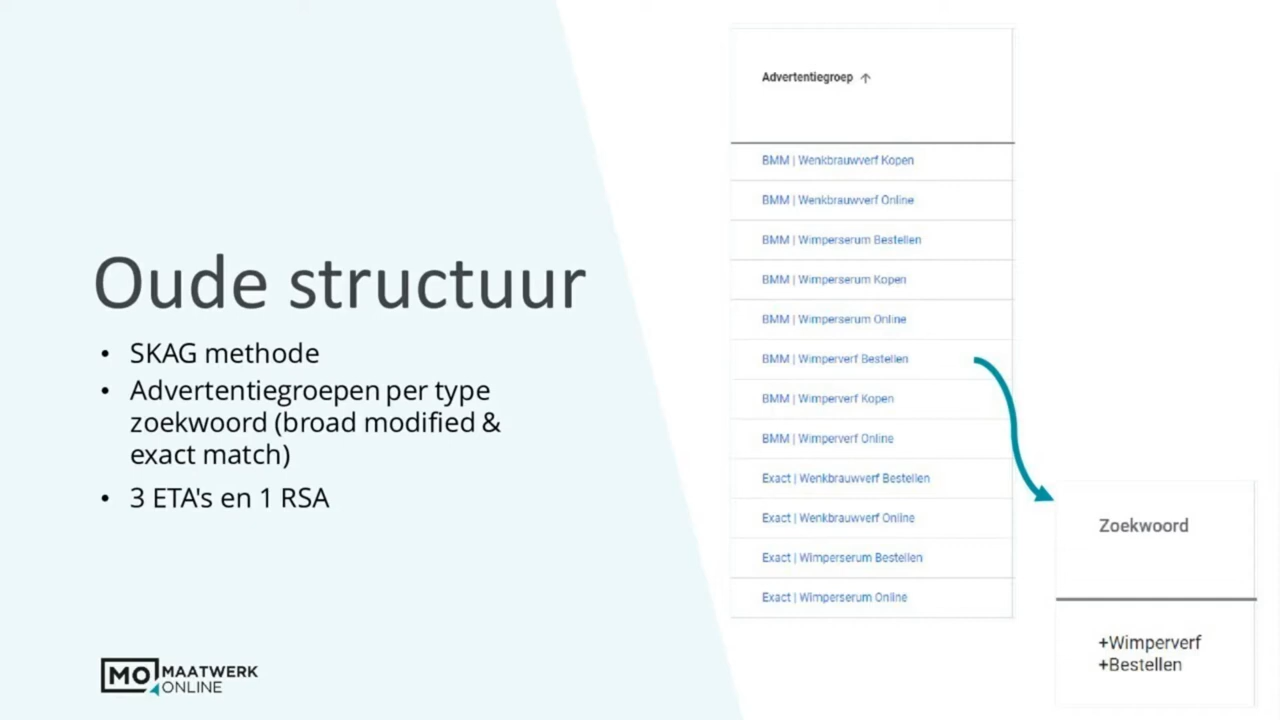 Oude structuur
• SKAG methode
• Advertentiegroepen per type
zoekwoord (broad modified &
exact match)
• 3 ETA's en 1 RSA
MO MAATWERK
ONLINE
Advertentiegroep ↑
BMM | Wenkbrauwverf Kopen
BMM | Wenkbrauwverf Online
BMM | Wimperserum Bestellen
BMM | Wimperserum Kopen
BMM | Wimperserum Online
BMM | Wimperverf Bestellen
BMM | Wimperverf Kopen
BMM | Wimperverf Online
Exact | Wenkbrauwverf Bestellen
Exact | Wenkbrauwverf Online
Exact | Wimperserum Bestellen
Exact | Wimperserum Online
Zoekwoord
+Wimperverf
+Bestellen